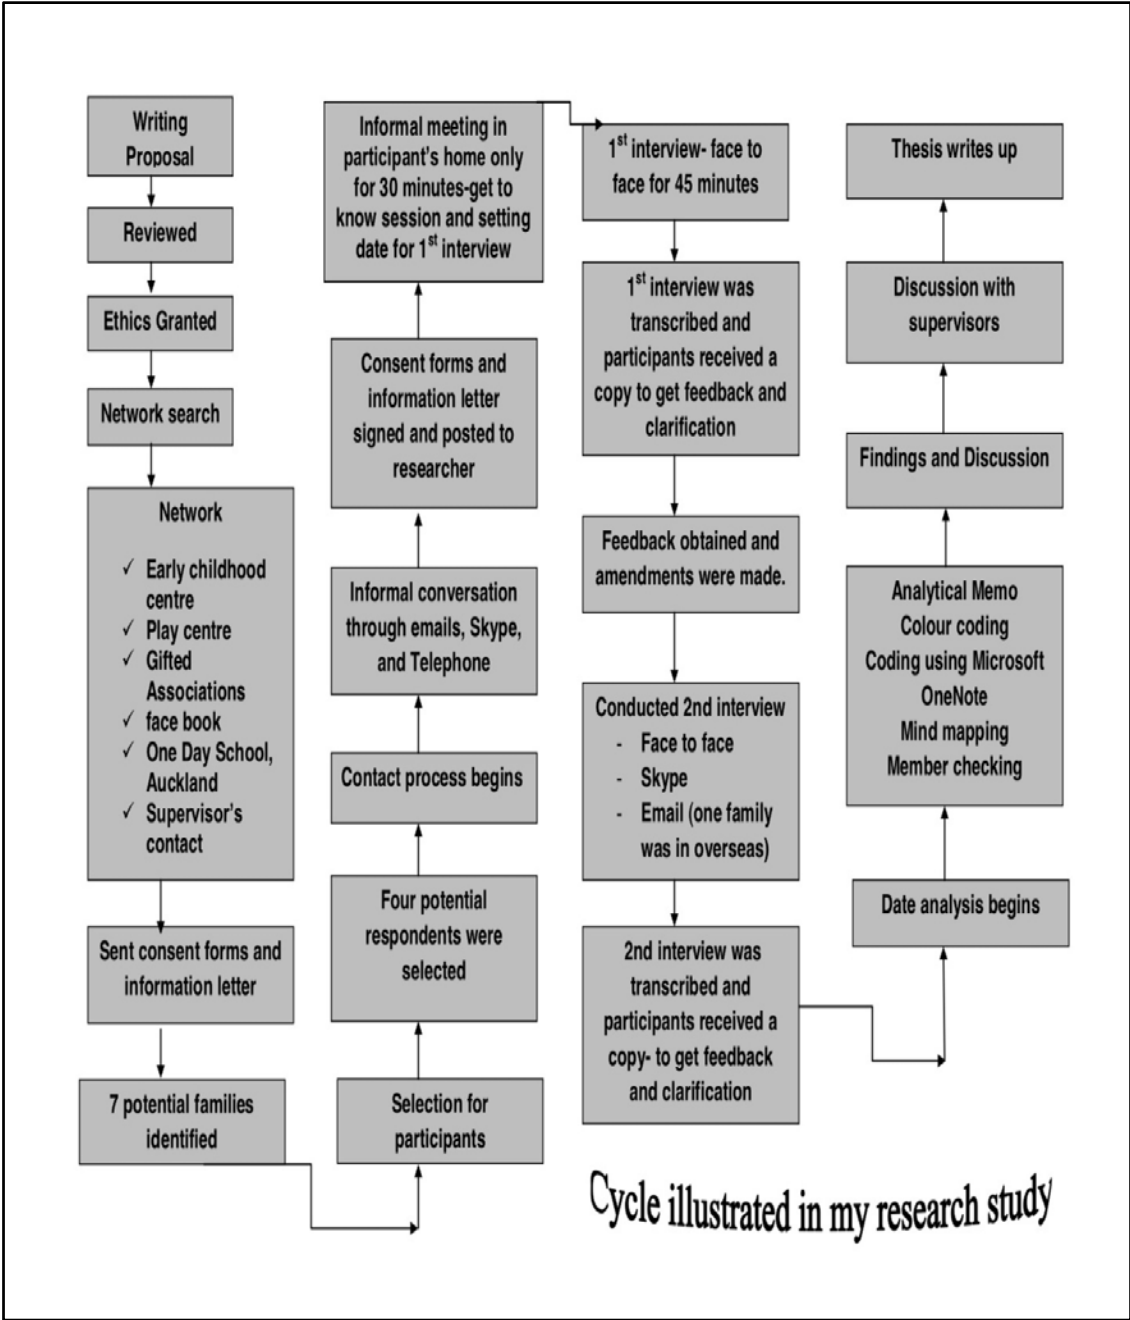 Writing
Proposal
Reviewed
Ethics Granted
Network search
Network
✓ Early childhood
centre
✓ Play centre
✓ Gifted
Associations
✓ face book
✓ One Day School,
Auckland
✓ Supervisor's
contact
Sent consent forms and
information letter
7 potential families
identified
Selection for
participants
Four potential
respondents were
selected
Contact process begins
Informal conversation
through emails, Skype,
and Telephone
Consent forms and
information letter
signed and posted to
researcher
Informal meeting in
participant's home only
for 30 minutes-get to
know session and setting
date for 1st interview
1st interview- face to
face for 45 minutes
1st interview was
transcribed and
participants received a
copy to get feedback and
clarification
Feedback obtained and
amendments were made.
Conducted 2nd interview
- Face to face
- Skype
- Email (one family
was in overseas)
2nd interview was
transcribed and
participants received a
copy- to get feedback
and clarification
Date analysis begins
Analytical Memo
Colour coding
Coding using Microsoft
OneNote
Mind mapping
Member checking
Findings and Discussion
Discussion with
supervisors
Thesis writes up
Cycle illustrated in my research study